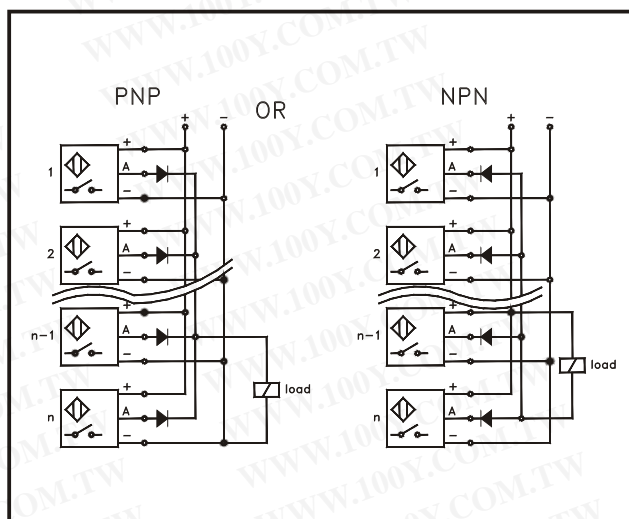 WWW.100Y.COM.TW
PNP OR NPN
+ - + -
1 + A -
1 + A -
2 + A -
2 + A -
n-1 + A -
load
n-1 + A -
load
n + A -
n + A -